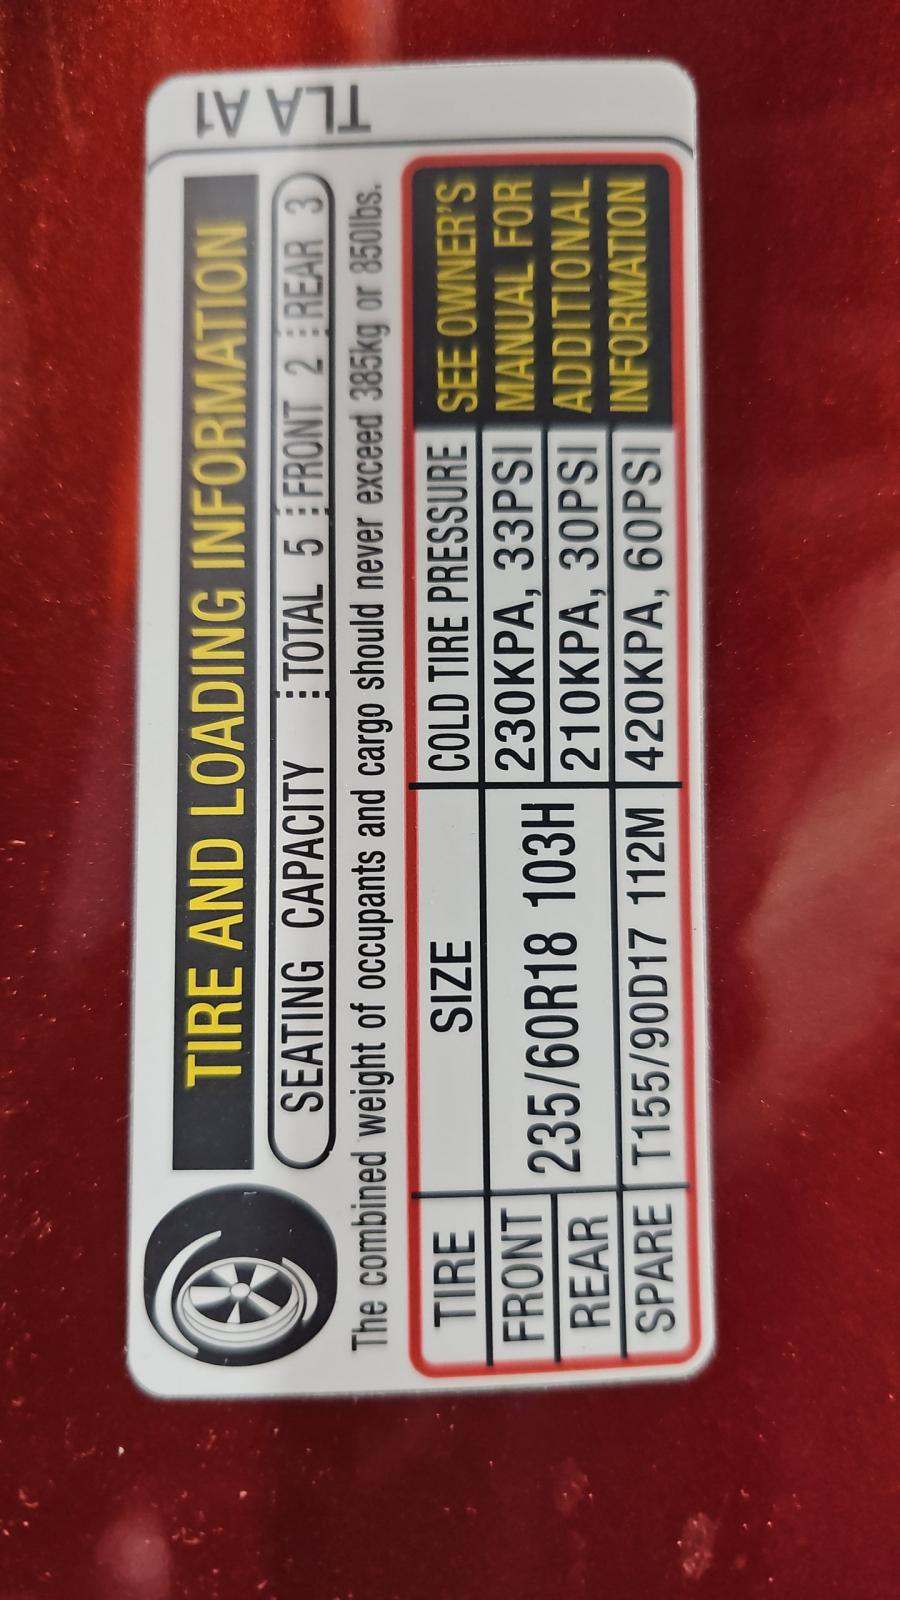 TIRE AND LOADING INFORMATION
SEATING CAPACITY TOTAL 5 FRONT 2 REAR 3
The combined weight of occupants and cargo should never exceed 385kg or 850lbs.
TIRE SIZE COLD TIRE PRESSURE
FRONT 235/60R18 103H 230KPA, 33PSI
REAR 210KPA, 30PSI
SPARE T155/90D17 112M 420KPA, 60PSI
SEE OWNER'S
MANUAL FOR
ADDITIONAL
INFORMATION
TLA A1